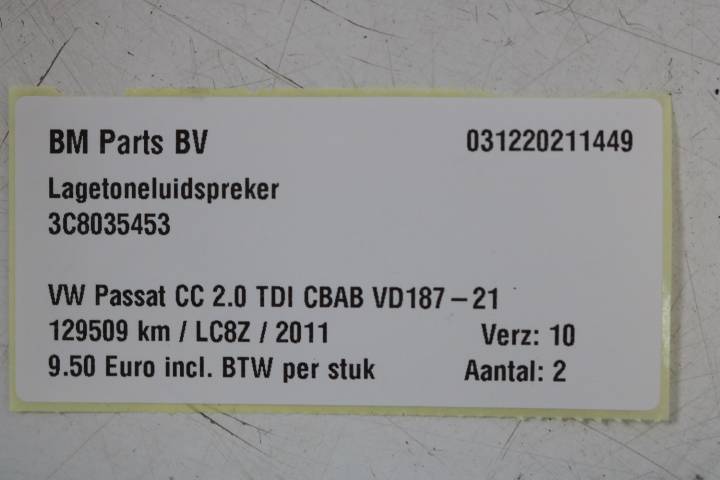 BM Parts BV 031220211449
Lagetoneluidspreker
3C8035453
VW Passat CC 2.0 TDI CBAB VD187–21
129509 km / LC8Z / 2011 Verz: 10
9.50 Euro incl. BTW per stuk Aantal: 2